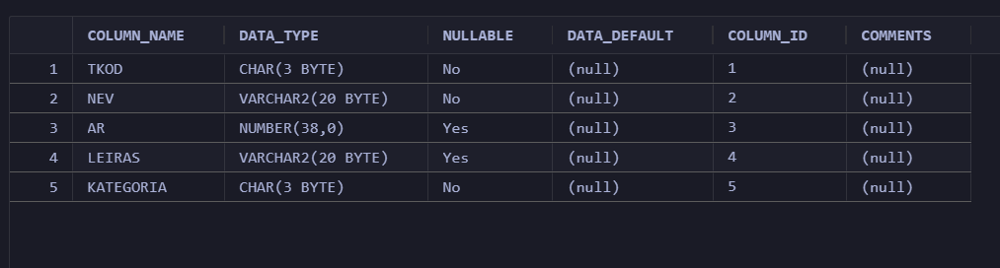 COLUMN_NAME DATA_TYPE NULLABLE DATA_DEFAULT COLUMN_ID COMMENTS
1 TKOD CHAR(3 BYTE) No (null) 1 (null)
2 NEV VARCHAR2(20 BYTE) No (null) 2 (null)
3 AR NUMBER(38,0) Yes (null) 3 (null)
4 LEIRAS VARCHAR2(20 BYTE) Yes (null) 4 (null)
5 KATEGORIA CHAR(3 BYTE) No (null) 5 (null)